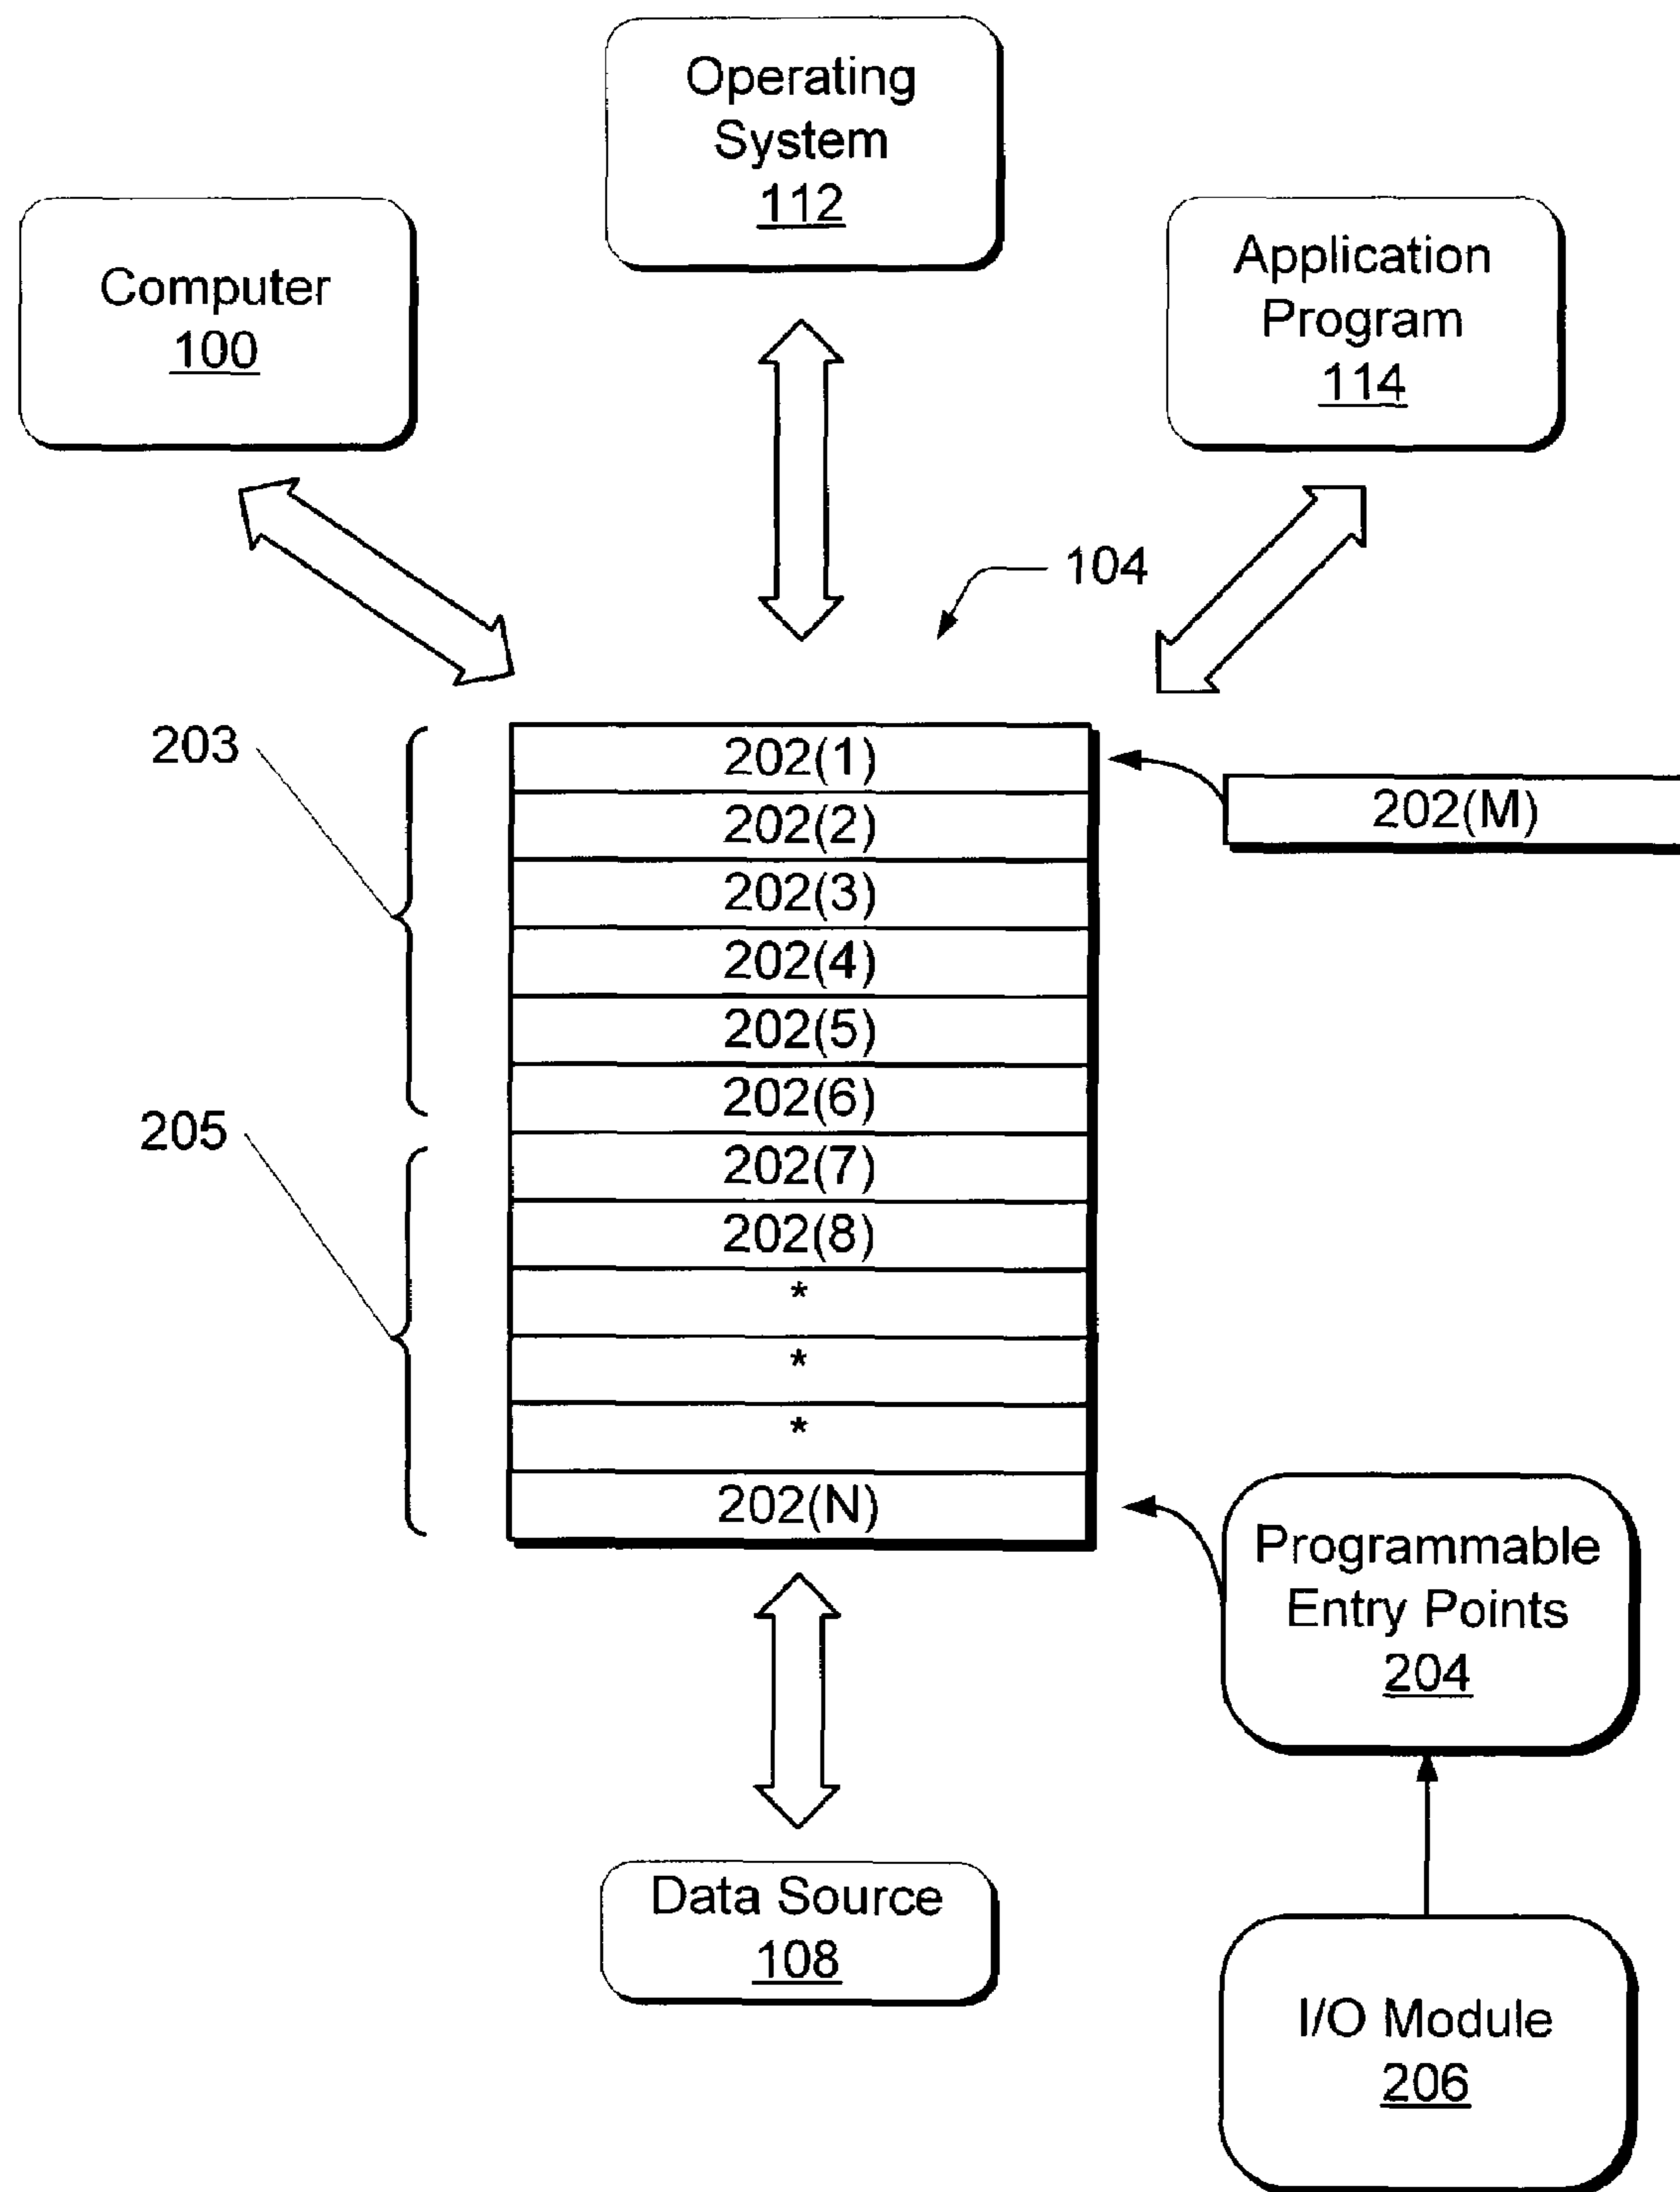 Operating
System
112
Computer
100
Application
Program
114
104
203
202(1)
202(M)
202(2)
202(3)
202(4)
202(5)
202(6)
205
202(7)
202(8)
*
*
*
202(N)
Programmable
Entry Points
204
Data Source
108
I/O Module
206